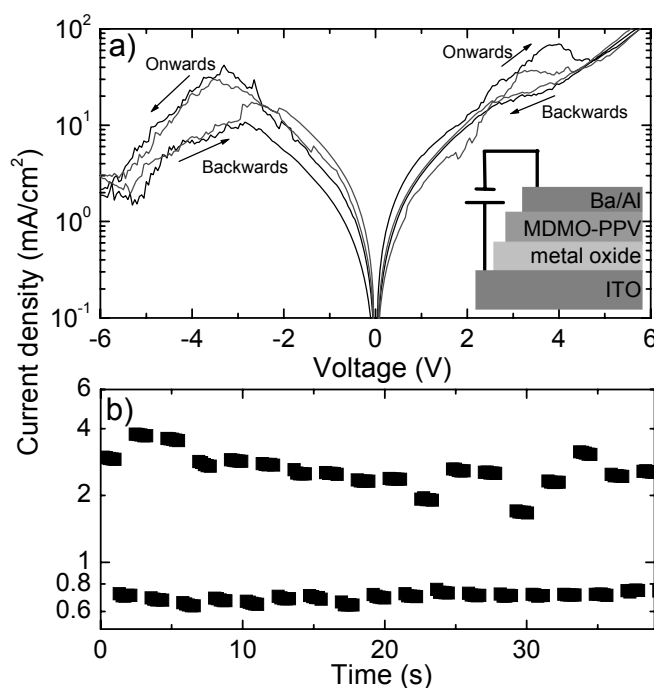 a)
10²
10¹
10⁰
10⁻¹
Onwards
Backwards
Onwards
Backwards
Ba/Al
MDMO-PPV
metal oxide
ITO
-6 -4 -2 0 2 4 6
Voltage (V)
Current density (mA/cm²)
b)
6
4
2
1
0.8
0.6
0 10 20 30
Time (s)